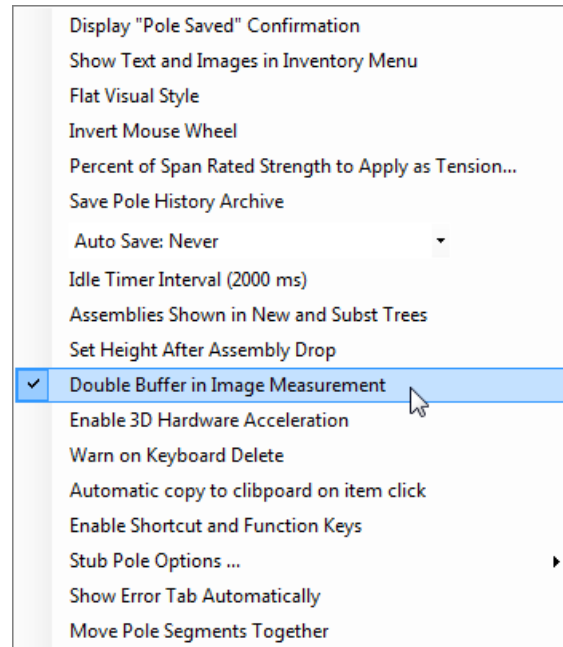 Display "Pole Saved" Confirmation
Show Text and Images in Inventory Menu
Flat Visual Style
Invert Mouse Wheel
Percent of Span Rated Strength to Apply as Tension...
Save Pole History Archive
Auto Save: Never
Idle Timer Interval (2000 ms)
Assemblies Shown in New and Subst Trees
Set Height After Assembly Drop
Double Buffer in Image Measurement
Enable 3D Hardware Acceleration
Warn on Keyboard Delete
Automatic copy to clibpoard on item click
Enable Shortcut and Function Keys
Stub Pole Options ...
Show Error Tab Automatically
Move Pole Segments Together